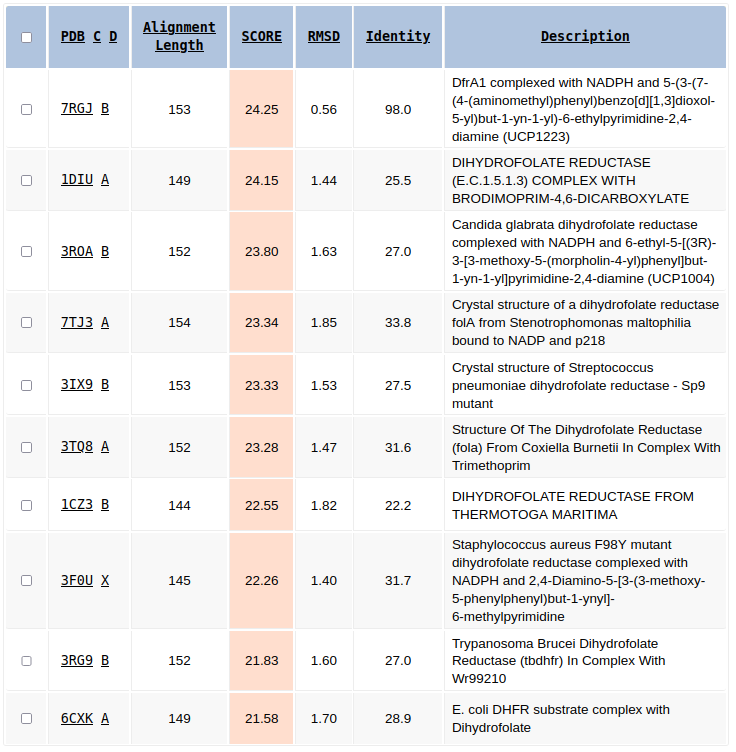 PDB C D Alignment Length SCORE RMSD Identity Description
7RGJ B 153 24.25 0.56 98.0 DfrA1 complexed with NADPH and 5-(3-(7-
(4-(aminomethyl)phenyl)benzo[d][1,3]dioxol-
5-yl)but-1-yn-1-yl)-6-ethylpyrimidine-2,4-
diamine (UCP1223)
1DIU A 149 24.15 1.44 25.5 DIHYDROFOLATE REDUCTASE
(E.C.1.5.1.3) COMPLEX WITH
BRODIMOPRIM-4,6-DICARBOXYLATE
3ROA B 152 23.80 1.63 27.0 Candida glabrata dihydrofolate reductase
complexed with NADPH and 6-ethyl-5-[(3R)-
3-[3-methoxy-5-(morpholin-4-yl)phenyl]but-
1-yn-1-yl]pyrimidine-2,4-diamine (UCP1004)
7TJ3 A 154 23.34 1.85 33.8 Crystal structure of a dihydrofolate reductase
folA from Stenotrophomonas maltophilia
bound to NADP and p218
3IX9 B 153 23.33 1.53 27.5 Crystal structure of Streptococcus
pneumoniae dihydrofolate reductase - Sp9
mutant
3TQ8 A 152 23.28 1.47 31.6 Structure Of The Dihydrofolate Reductase
(fola) From Coxiella Burnetii In Complex With
Trimethoprim
1CZ3 B 144 22.55 1.82 22.2 DIHYDROFOLATE REDUCTASE FROM
THERMOTOGA MARITIMA
3F0U X 145 22.26 1.40 31.7 Staphylococcus aureus F98Y mutant
dihydrofolate reductase complexed with
NADPH and 2,4-Diamino-5-[3-(3-methoxy-
5-phenylphenyl)but-1-ynyl]-
6-methylpyrimidine
3RG9 B 152 21.83 1.60 27.0 Trypanosoma Brucei Dihydrofolate
Reductase (tbdhfr) In Complex With
Wr99210
6CXK A 149 21.58 1.70 28.9 E. coli DHFR substrate complex with
Dihydrofolate